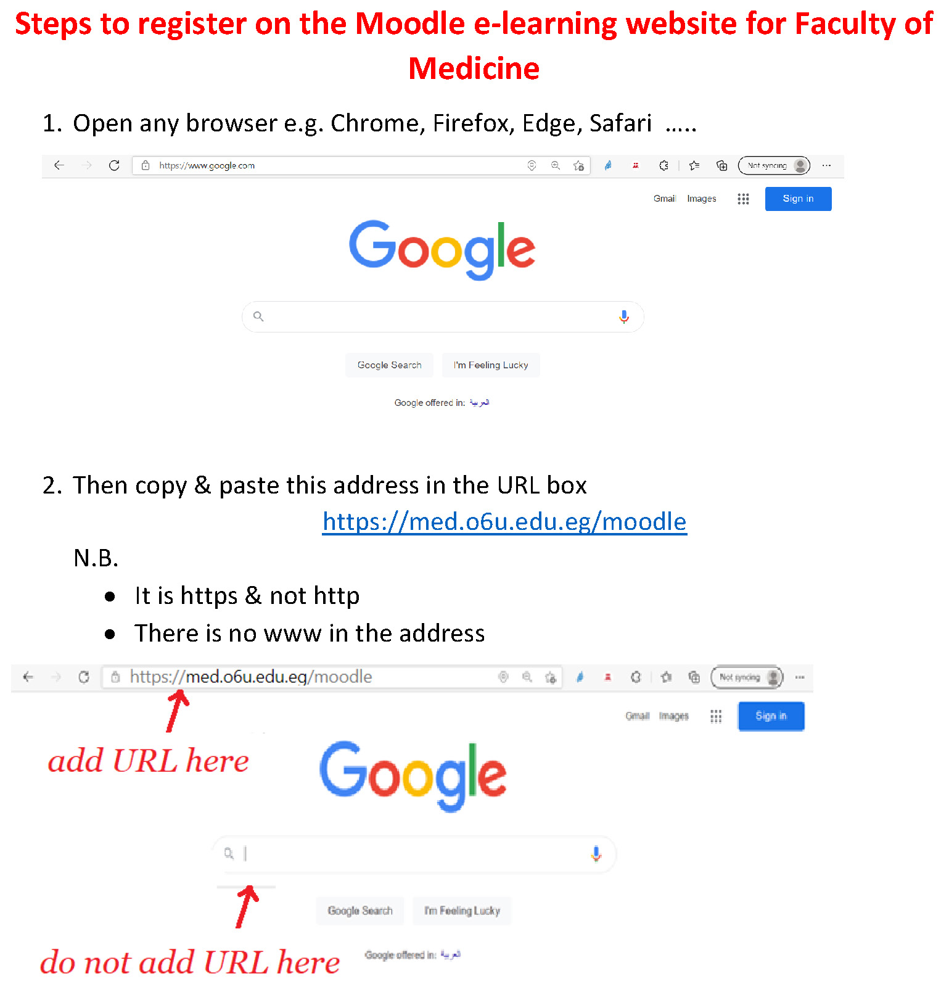 Steps to register on the Moodle e-learning website for Faculty of
Medicine
1. Open any browser e.g. Chrome, Firefox, Edge, Safari .....
https://www.google.com
Not syncing
Gmail Images
Sign in
Google
Google Search
I'm Feeling Lucky
Google offered in: العربية
2. Then copy & paste this address in the URL box
https://med.o6u.edu.eg/moodle
N.B.
• It is https & not http
• There is no www in the address
https://med.o6u.edu.eg/moodle
Not syncing
Gmail Images
Sign in
add URL here
Google
Google Search
I'm Feeling Lucky
Google offered in: العربية
do not add URL here